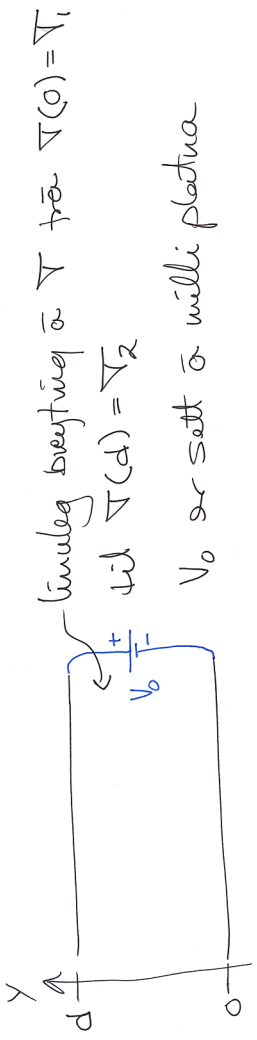 línuleg breyting á σ frá σ(0) = σ₁
til σ(d) = σ₂
V₀ er sett á milli platna
y
d
0
+
-
V₀